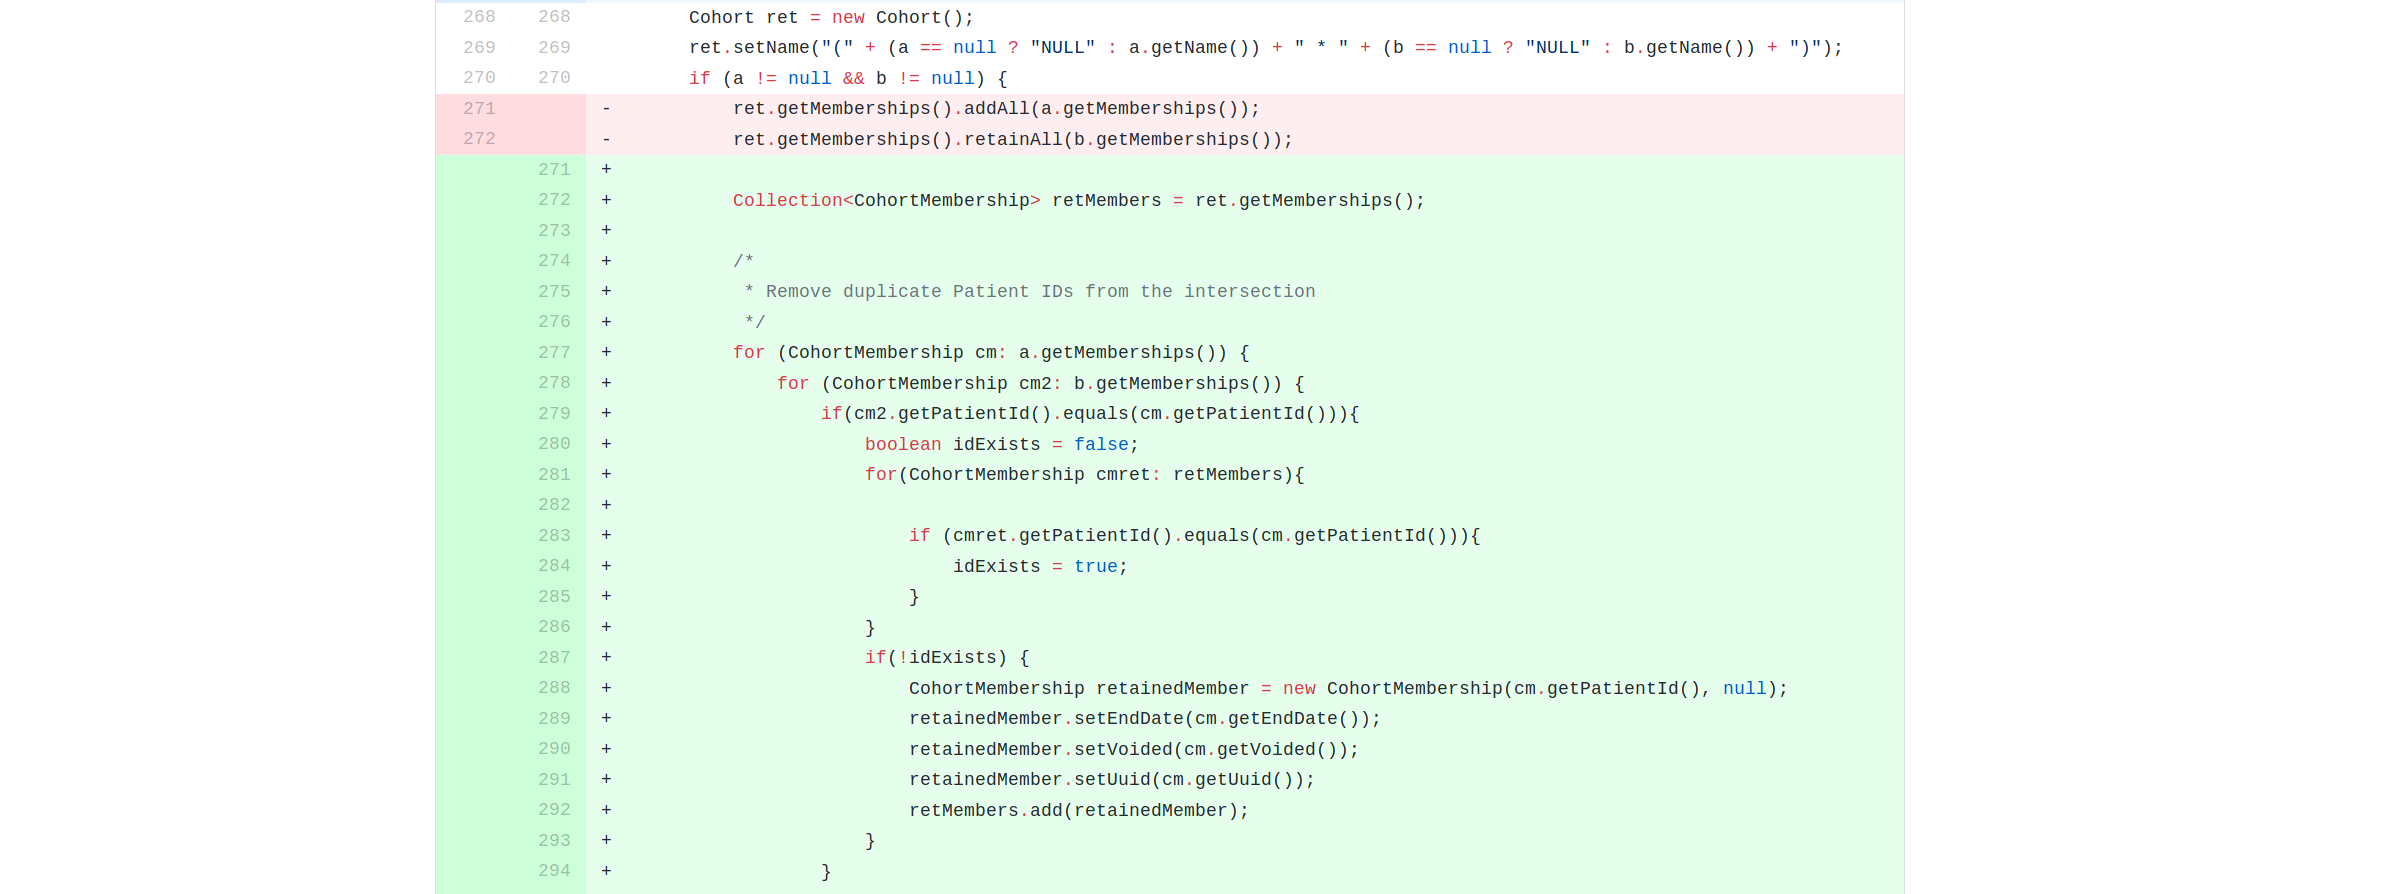 268 268 Cohort ret = new Cohort();
269 269 ret.setName("(" + (a == null ? "NULL" : a.getName()) + " * " + (b == null ? "NULL" : b.getName()) + ")");
270 270 if (a != null && b != null) {
271 - ret.getMemberships().addAll(a.getMemberships());
272 - ret.getMemberships().retainAll(b.getMemberships());
271 +
272 + Collection<CohortMembership> retMembers = ret.getMemberships();
273 +
274 + /*
275 + * Remove duplicate Patient IDs from the intersection
276 + */
277 + for (CohortMembership cm: a.getMemberships()) {
278 + for (CohortMembership cm2: b.getMemberships()) {
279 + if(cm2.getPatientId().equals(cm.getPatientId())){
280 + boolean idExists = false;
281 + for(CohortMembership cmret: retMembers){
282 +
283 + if (cmret.getPatientId().equals(cm.getPatientId())){
284 + idExists = true;
285 + }
286 + }
287 + if(!idExists) {
288 + CohortMembership retainedMember = new CohortMembership(cm.getPatientId(), null);
289 + retainedMember.setEndDate(cm.getEndDate());
290 + retainedMember.setVoided(cm.getVoided());
291 + retainedMember.setUuid(cm.getUuid());
292 + retMembers.add(retainedMember);
293 + }
294 + }